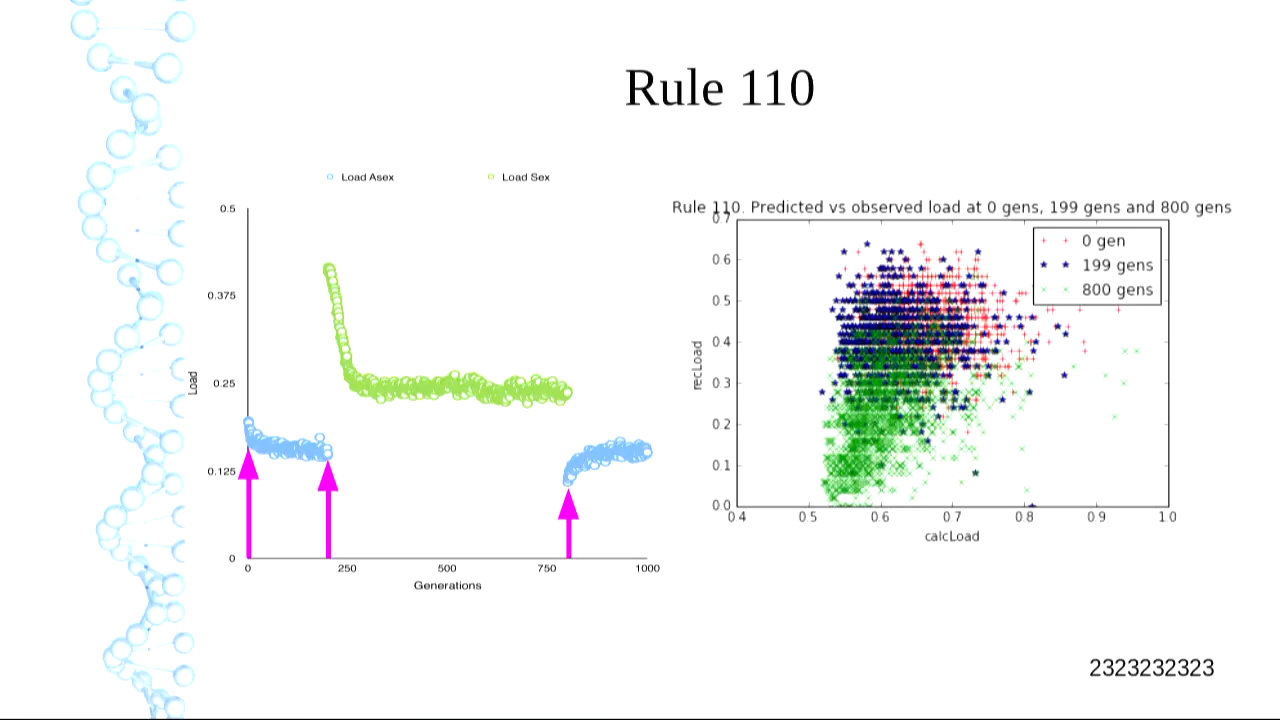 Rule 110
Load Asex
Load Sex
0.5
0.375
0.25
0.125
0
Load
0
250
500
750
1000
Generations
Rule 110. Predicted vs observed load at 0 gens, 199 gens and 800 gens
0.7
0.6
0.5
0.4
0.3
0.2
0.1
0.0
recLoad
0 gen
199 gens
800 gens
0.4
0.5
0.6
0.7
0.8
0.9
1.0
calcLoad
2323232323